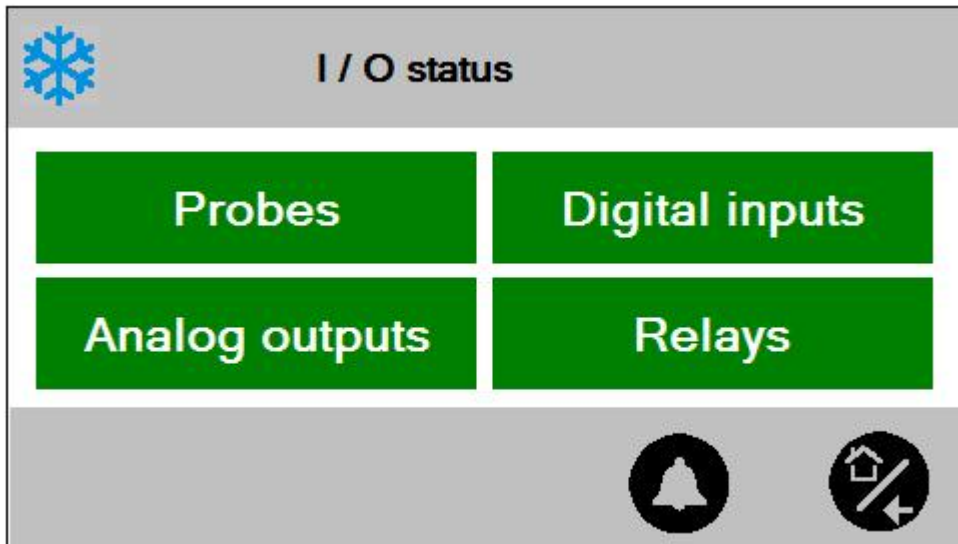 I / O status
Probes
Digital inputs
Analog outputs
Relays